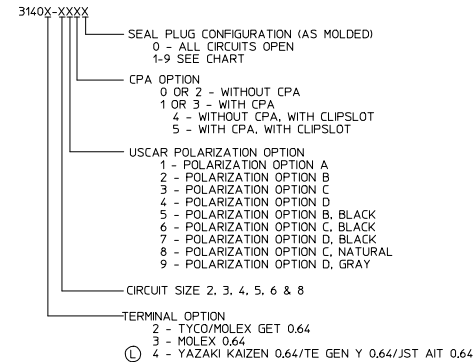 3140X-XXXX
SEAL PLUG CONFIGURATION (AS MOLDED)
0 - ALL CIRCUITS OPEN
1-9 SEE CHART
CPA OPTION
0 OR 2 - WITHOUT CPA
1 OR 3 - WITH CPA
4 - WITHOUT CPA, WITH CLIPSLOT
5 - WITH CPA, WITH CLIPSLOT
USCAR POLARIZATION OPTION
1 - POLARIZATION OPTION A
2 - POLARIZATION OPTION B
3 - POLARIZATION OPTION C
4 - POLARIZATION OPTION D
5 - POLARIZATION OPTION B, BLACK
6 - POLARIZATION OPTION C, BLACK
7 - POLARIZATION OPTION D, BLACK
8 - POLARIZATION OPTION C, NATURAL
9 - POLARIZATION OPTION D, GRAY
CIRCUIT SIZE 2, 3, 4, 5, 6 & 8
TERMINAL OPTION
2 - TYCO/MOLEX GET 0.64
3 - MOLEX 0.64
L 4 - YAZAKI KAIZEN 0.64/TE GEN Y 0.64/JST AIT 0.64